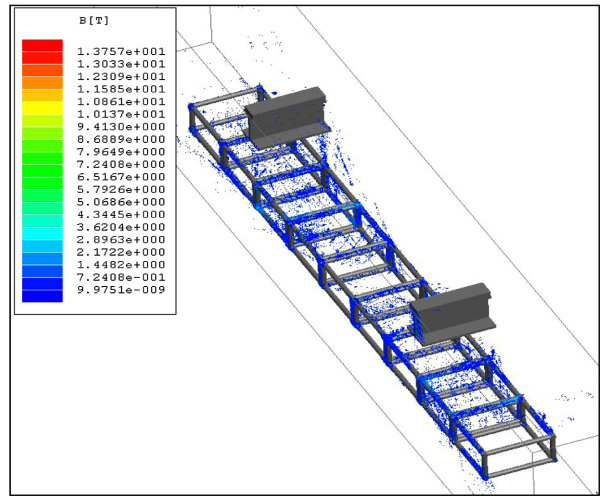 B[T]
1.3757e+001
1.3033e+001
1.2309e+001
1.1585e+001
1.0861e+001
1.0137e+001
9.4130e+000
8.6889e+000
7.9649e+000
7.2408e+000
6.5167e+000
5.7926e+000
5.0686e+000
4.3445e+000
3.6204e+000
2.8963e+000
2.1722e+000
1.4482e+000
7.2408e-001
9.9751e-009